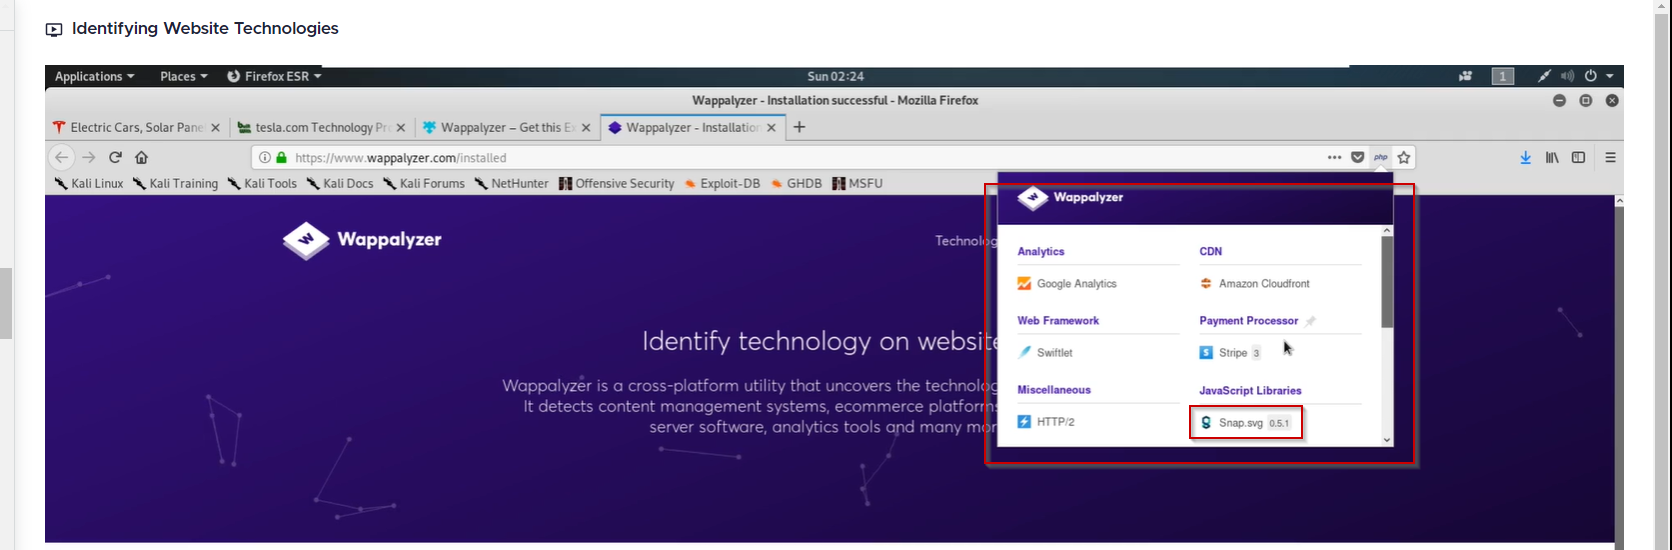 Identifying Website Technologies
Applications Places Firefox ESR Sun 02:24 1
Wappalyzer - Installation successful - Mozilla Firefox
Electric Cars, Solar Pane tesla.com Technology Pr Wappalyzer – Get this E Wappalyzer - Installation
https://www.wappalyzer.com/installed php
Kali Linux Kali Training Kali Tools Kali Docs Kali Forums NetHunter Offensive Security Exploit-DB GHDB MSFU
Wappalyzer
Wappalyzer
Technolog
Analytics CDN
Google Analytics Amazon Cloudfront
Web Framework Payment Processor
Swiftlet Stripe 3
Miscellaneous JavaScript Libraries
HTTP/2 Snap.svg 0.5.1
Identify technology on website
Wappalyzer is a cross-platform utility that uncovers the technolog
It detects content management systems, ecommerce platforms
server software, analytics tools and many mor